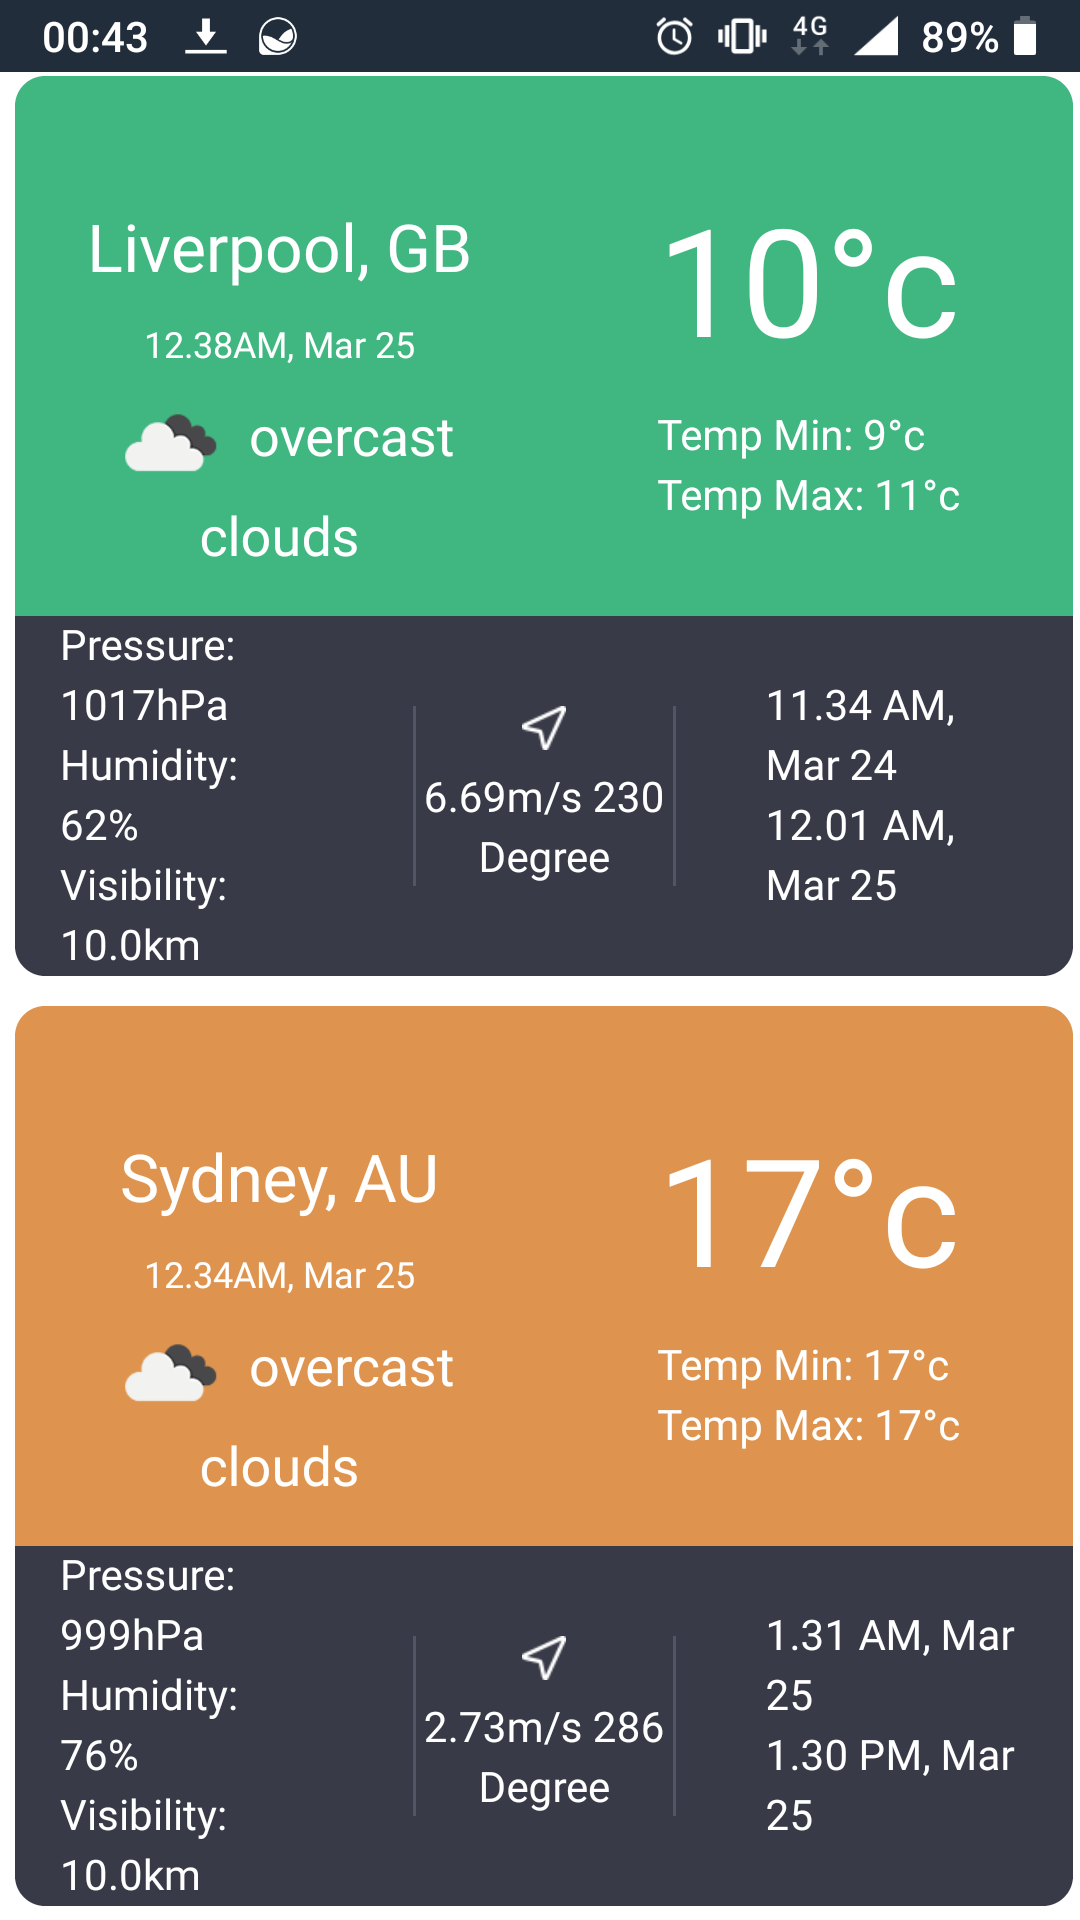 00:43 4G 89%
Liverpool, GB
10°c
12.38AM, Mar 25
overcast
clouds
Temp Min: 9°c
Temp Max: 11°c
Pressure:
1017hPa
Humidity:
62%
Visibility:
10.0km
6.69m/s 230
Degree
11.34 AM,
Mar 24
12.01 AM,
Mar 25
Sydney, AU
17°c
12.34AM, Mar 25
overcast
clouds
Temp Min: 17°c
Temp Max: 17°c
Pressure:
999hPa
Humidity:
76%
Visibility:
10.0km
2.73m/s 286
Degree
1.31 AM, Mar
25
1.30 PM, Mar
25